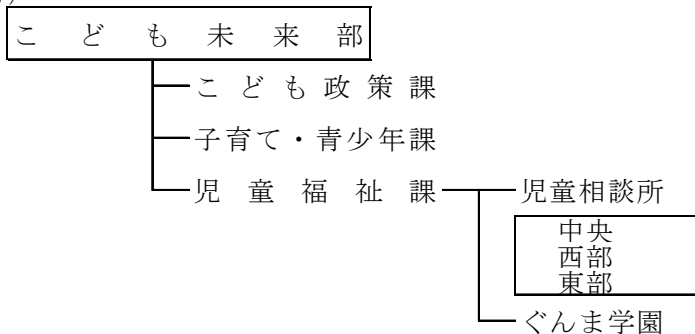 こども未来部
こども政策課
子育て・青少年課
児童福祉課 児童相談所
中央
西部
東部
ぐんま学園